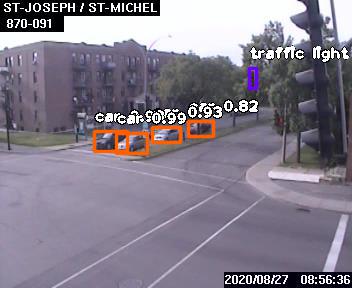 ST-JOSEPH / ST-MICHEL
870-091
traffic light
0.82
0.93
car 0.99
car
2020/08/27 08:56:36